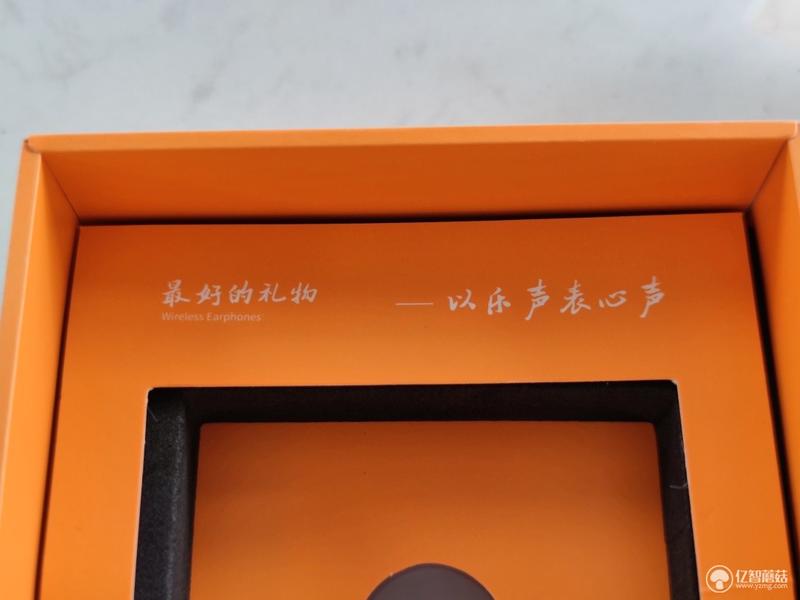 最好的礼物
Wireless Earphones
——以乐声表心声
亿智蘑菇
www.yzmg.com